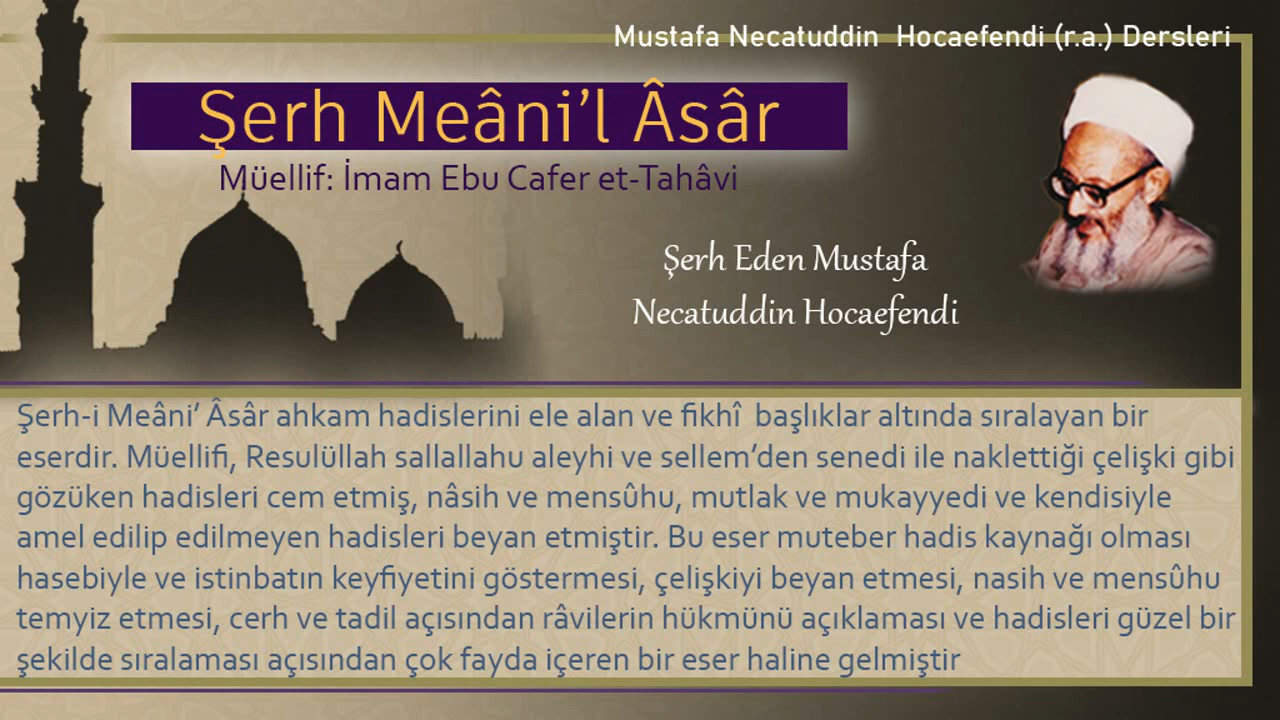 Mustafa Necatuddin Hocaefendi (r.a.) Dersleri
Şerh Meâni’l Âsâr
Müellif: İmam Ebu Cafer et-Tahâvi
Şerh Eden Mustafa
Necatuddin Hocaefendi
Şerh-i Meâni’ Âsâr ahkam hadislerini ele alan ve fikhî başlıklar altında sıralayan bir
eserdir. Müellifi, Resulüllah sallallahu aleyhi ve sellem’den senedi ile naklettiği çelişki gibi
gözüken hadisleri cem etmiş, nâsih ve mensûhu, mutlak ve mukayyedi ve kendisiyle
amel edilip edilmeyen hadisleri beyan etmiştir. Bu eser muteber hadis kaynağı olması
hasebiyle ve istinbatın keyfiyetini göstermesi, çelişkiyi beyan etmesi, nasih ve mensûhu
temyiz etmesi, cerh ve tadil açısından râvilerin hükmünü açıklaması ve hadisleri güzel bir
şekilde sıralaması açısından çok fayda içeren bir eser haline gelmiştir